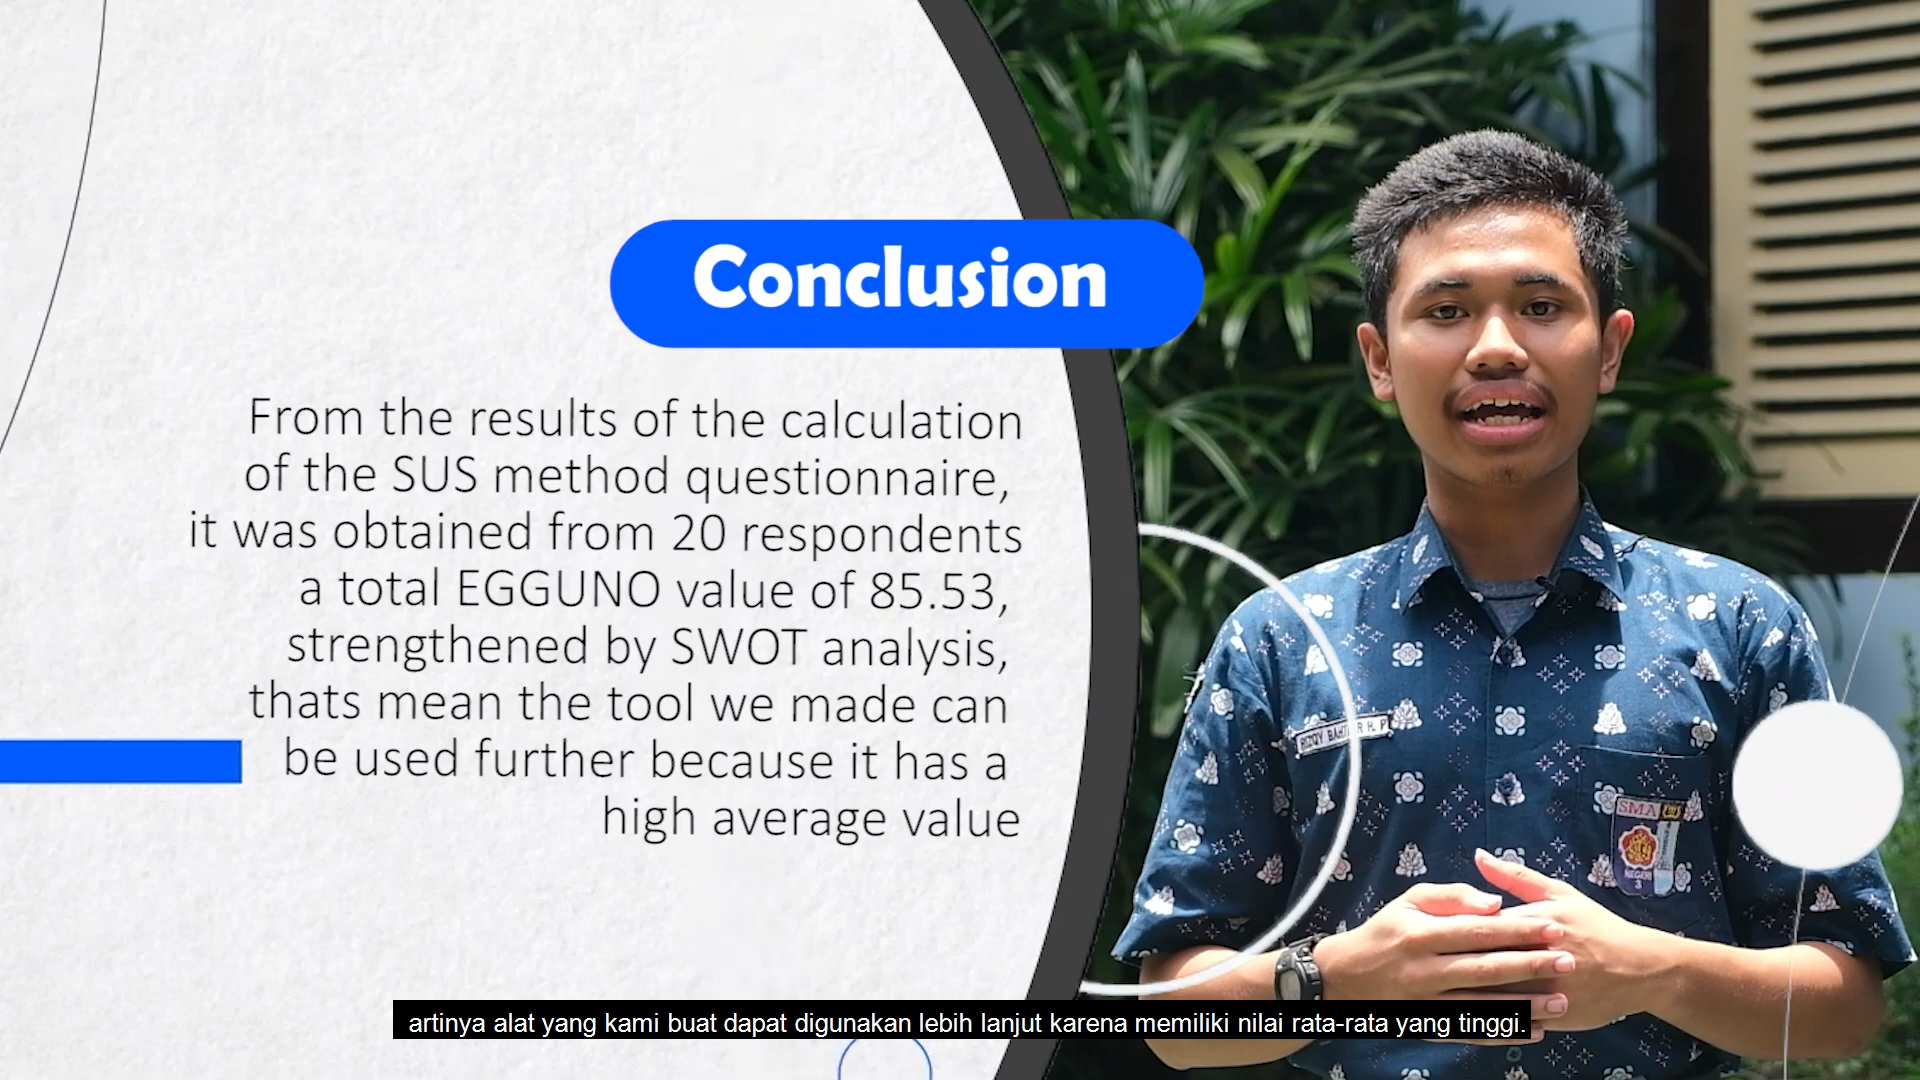 Conclusion
From the results of the calculation
of the SUS method questionnaire,
it was obtained from 20 respondents
a total EGGUNO value of 85.53,
strengthened by SWOT analysis,
thats mean the tool we made can
be used further because it has a
high average value
H. P
SMA
NEGERI
3
artinya alat yang kami buat dapat digunakan lebih lanjut karena memiliki nilai rata-rata yang tinggi.